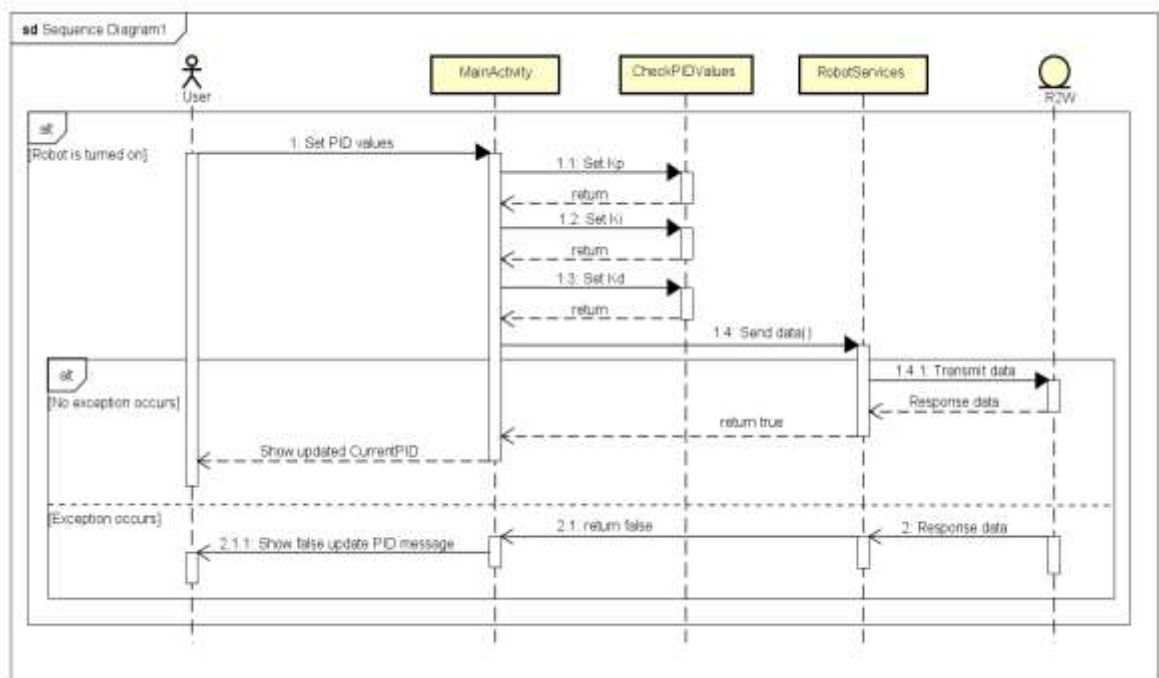 sd Sequence Diagram1
: User
MainActivity
CheckPIDValues
RobotServices
: R2W
alt
[Robot is turned on]
1: Set PID values
1.1: Set Kp
return
1.2: Set Ki
return
1.3: Set Kd
return
1.4: Send data()
alt
[No exception occurs]
1.4.1: Transmit data
Response data
return true
Show updated CurrentPID
[Exception occurs]
2: Response data
2.1: return false
2.1.1: Show false update PID message